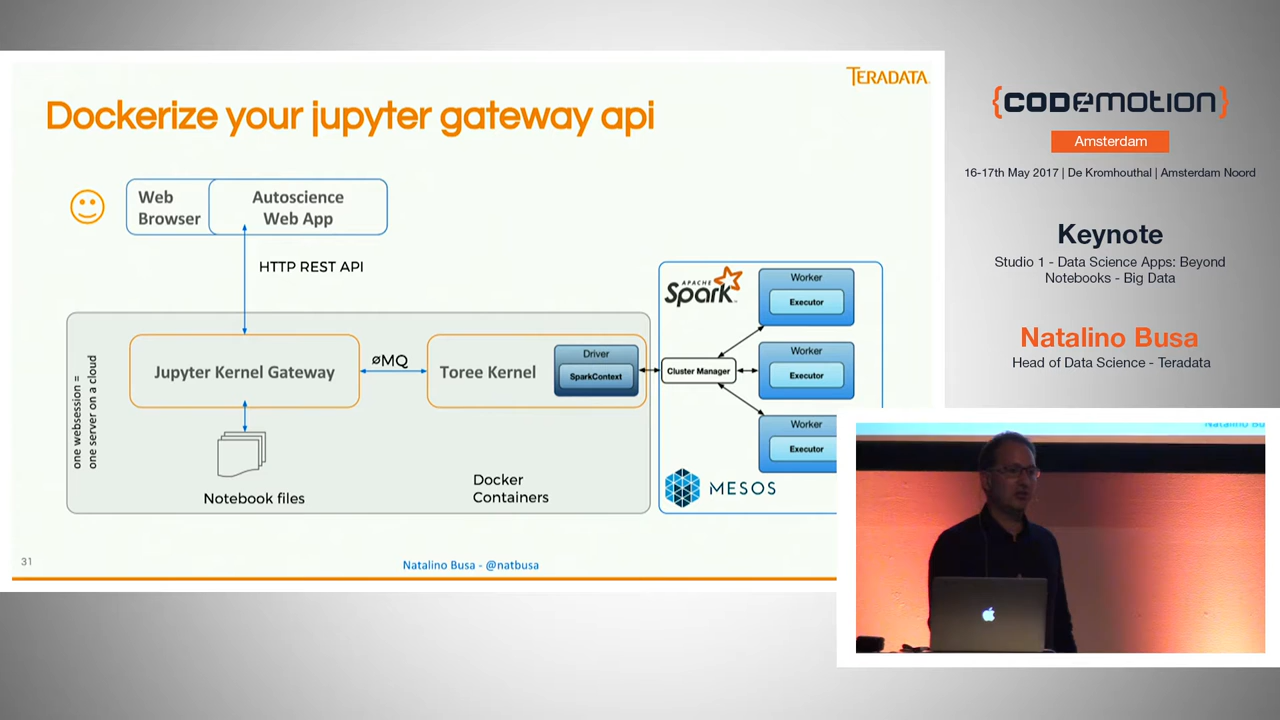 TERADATA
Dockerize your jupyter gateway api
Web
Browser
Autoscience
Web App
HTTP REST API
one websession =
one server on a cloud
Jupyter Kernel Gateway
øMQ
Toree Kernel
Driver
SparkContext
Notebook files
Docker
Containers
APACHE
Spark
Cluster Manager
Worker
Executor
Worker
Executor
Worker
Executor
MESOS
31
Natalino Busa - @natbusa
{CODEMOTION}
Amsterdam
16-17th May 2017 | De Kromhouthal | Amsterdam Noord
Keynote
Studio 1 - Data Science Apps: Beyond
Notebooks - Big Data
Natalino Busa
Head of Data Science - Teradata